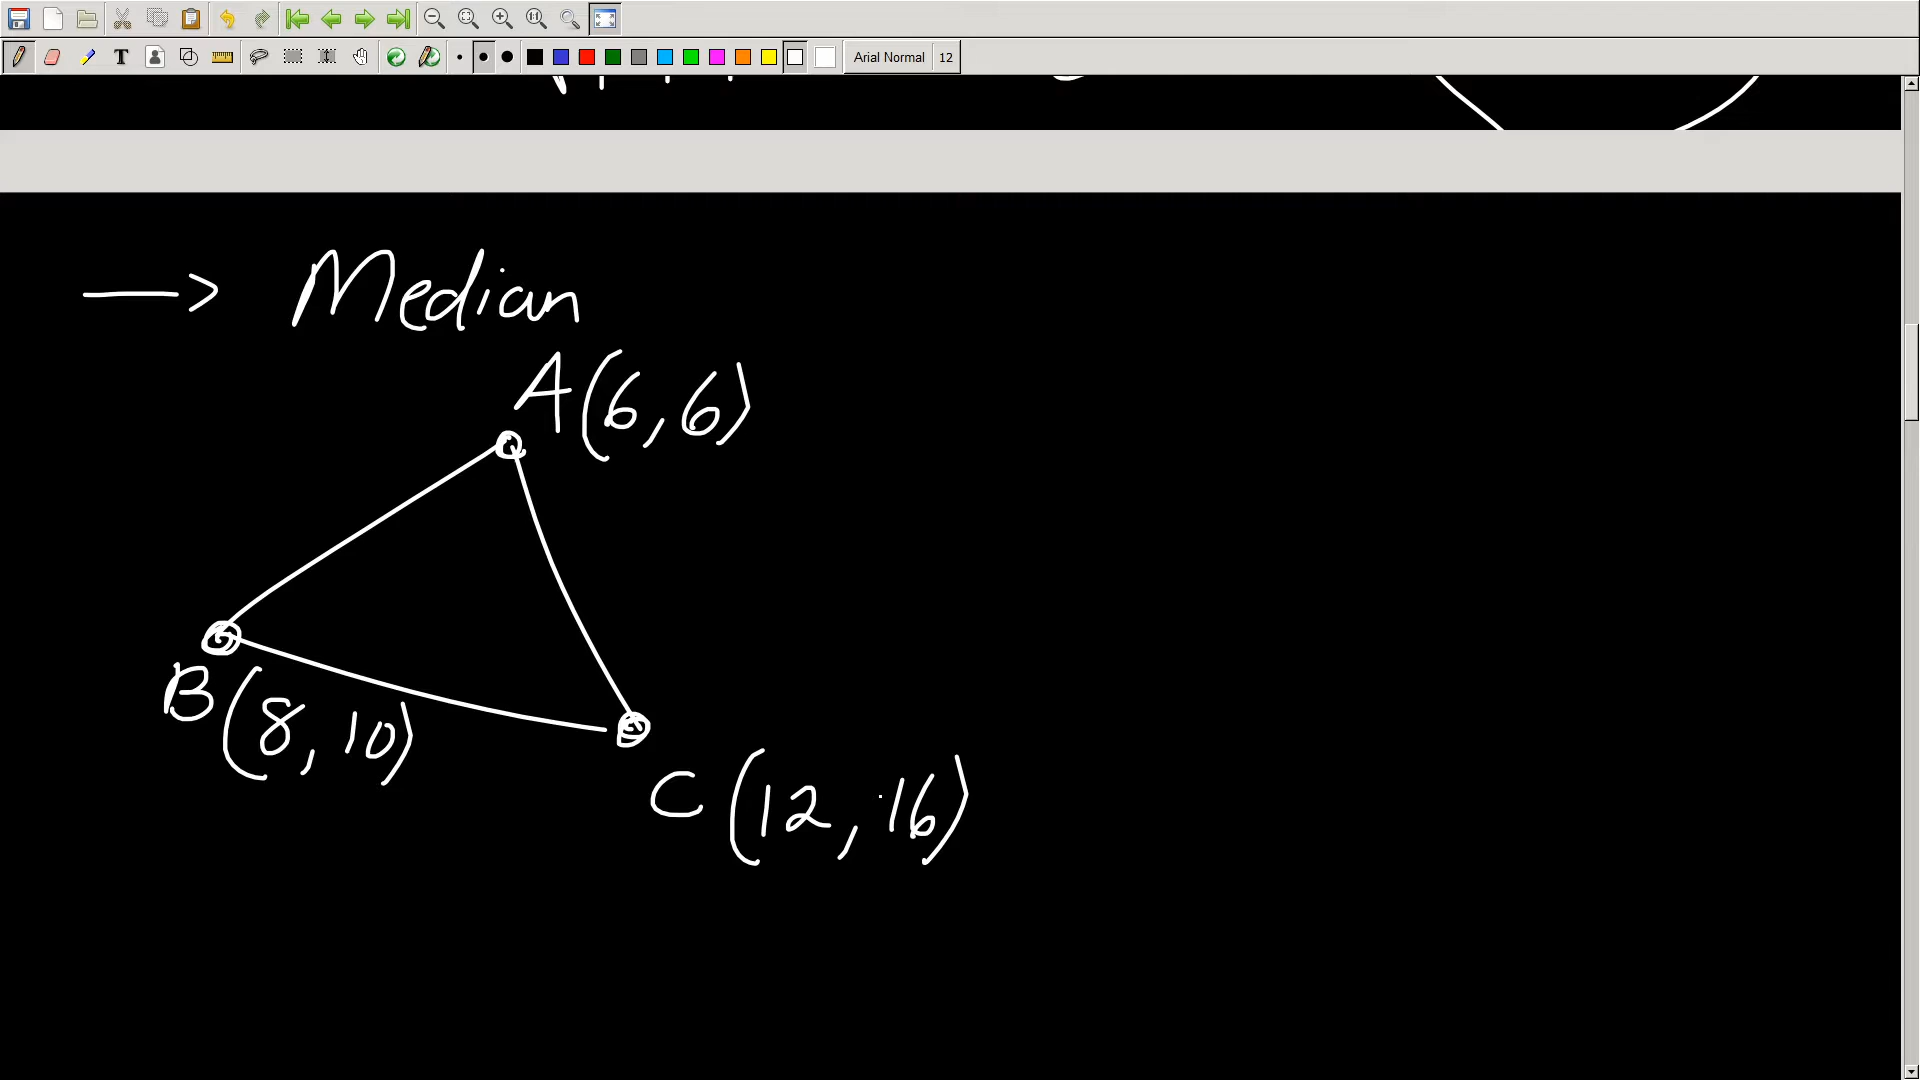 Arial Normal 12
—> Median
A(6,6)
B(8,10)
C(12,16)